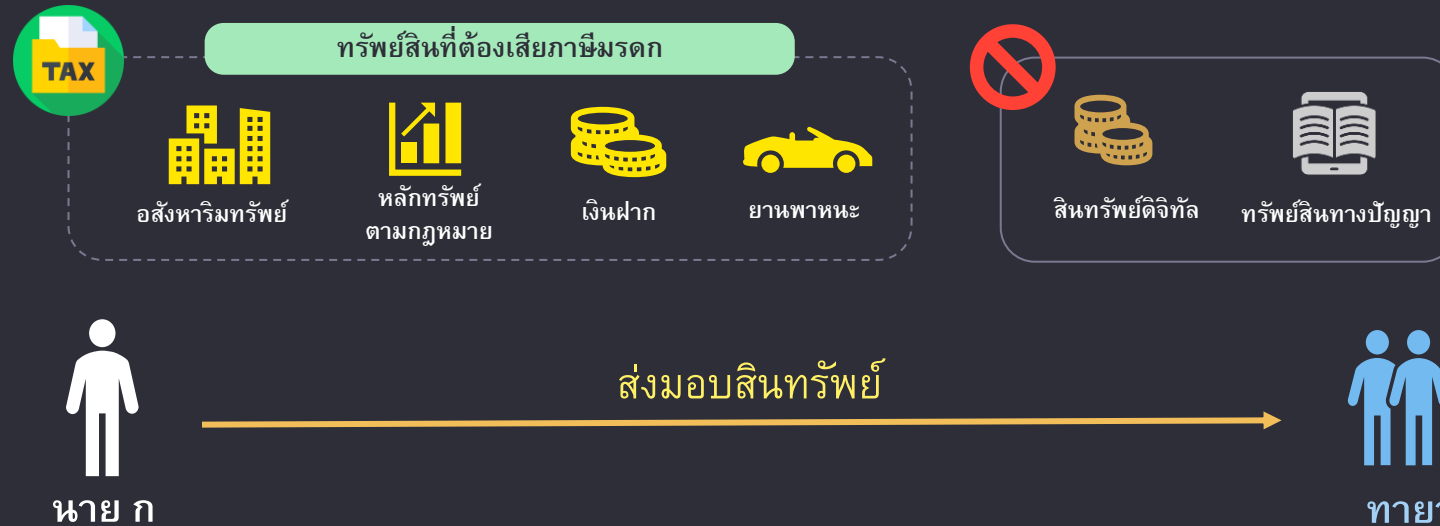 TAX
ทรัพย์สินที่ต้องเสียภาษีมรดก
อสังหาริมทรัพย์
หลักทรัพย์
ตามกฎหมาย
เงินฝาก
ยานพาหนะ
สินทรัพย์ดิจิทัล
ทรัพย์สินทางปัญญา
ส่งมอบสินทรัพย์
นาย ก